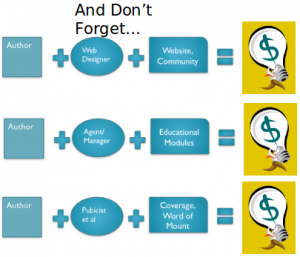 And Don't
Forget...
Author
Web
Designer
Website,
Community
Author
Agent/
Manager
Educational
Modules
Author
Publicist
et al
Coverage,
Word of
Mount